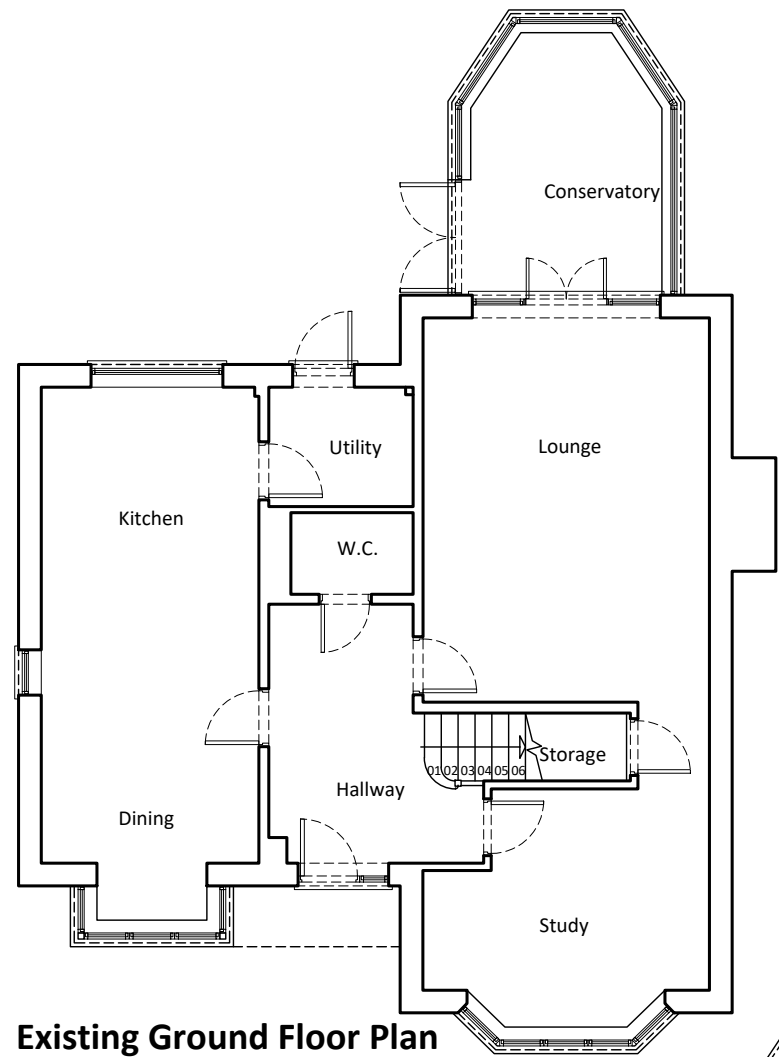 Conservatory
Lounge
Utility
Kitchen
W.C.
Storage
01 02 03 04 05 06
Hallway
Dining
Study
Existing Ground Floor Plan